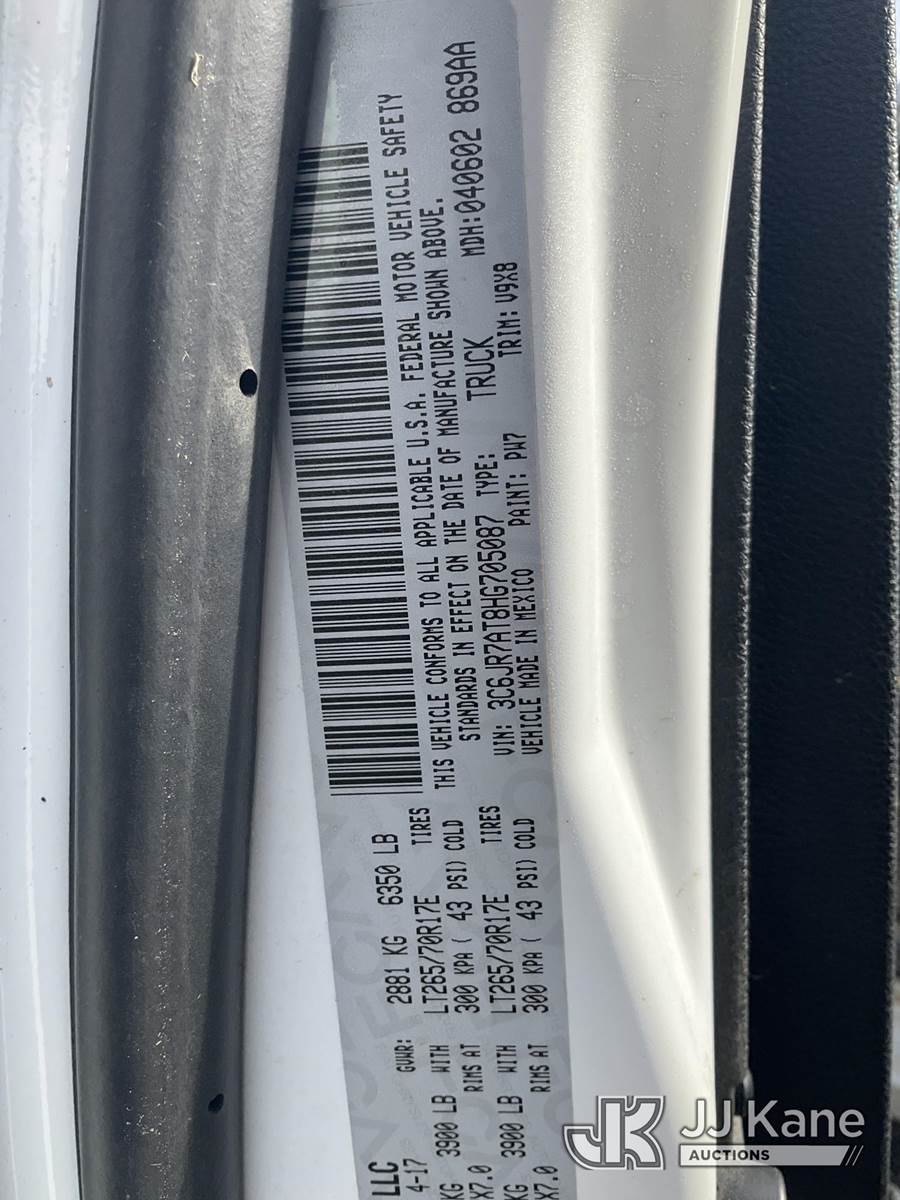 LLC
4-17 GVWR: 2881 KG 6350 LB
KG 3900 LB WITH LT265/70R17E TIRES
X7.0 RIMS AT 300 KPA ( 43 PSI) COLD
KG 3900 LB WITH LT265/70R17E TIRES
X7.0 RIMS AT 300 KPA ( 43 PSI) COLD
THIS VEHICLE CONFORMS TO ALL APPLICABLE U.S.A. FEDERAL MOTOR VEHICLE SAFETY
STANDARDS IN EFFECT ON THE DATE OF MANUFACTURE SHOWN ABOVE.
VIN: 3C6JR7AT8HG705087 TYPE: TRUCK MDH:040602 869AA
VEHICLE MADE IN MEXICO PAINT: PW7 TRIM: V9X8
JK JJ Kane
AUCTIONS